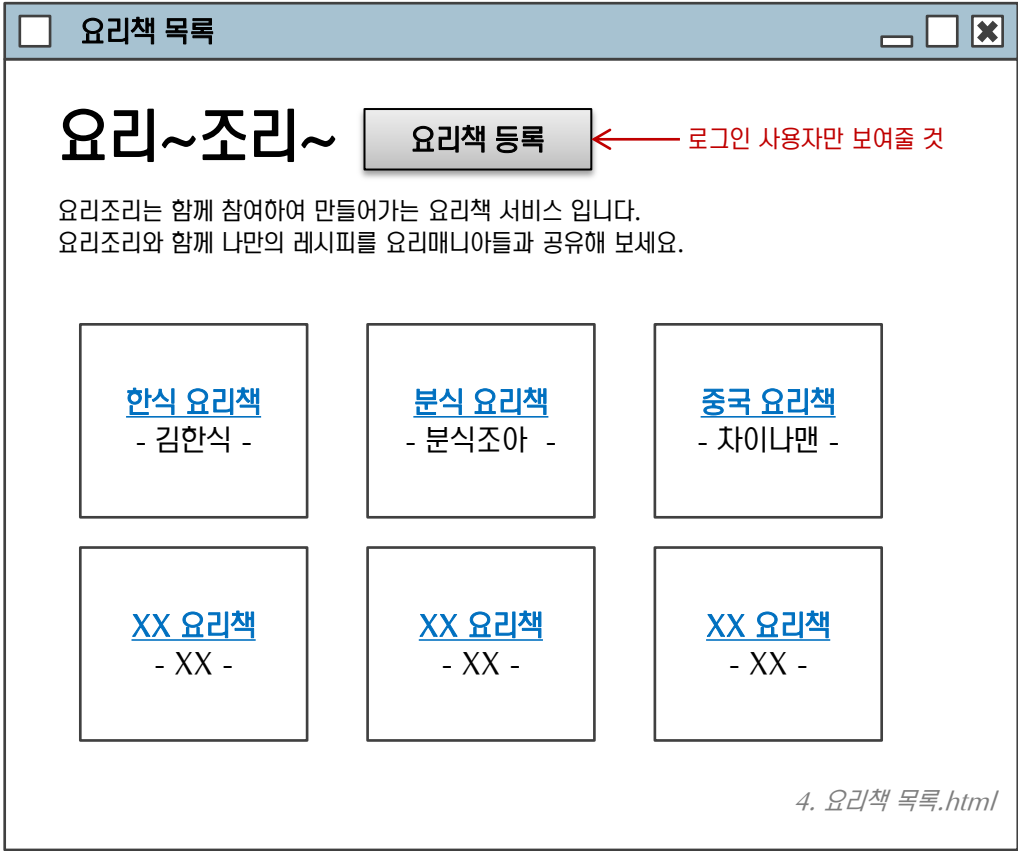 요리책 목록
요리~조리~
요리책 등록
로그인 사용자만 보여줄 것
요리조리는 함께 참여하여 만들어가는 요리책 서비스 입니다.
요리조리와 함께 나만의 레시피를 요리매니아들과 공유해 보세요.
한식 요리책
- 김한식 -
분식 요리책
- 분식조아 -
중국 요리책
- 차이나맨 -
XX 요리책
- XX -
XX 요리책
- XX -
XX 요리책
- XX -
4. 요리책 목록.html